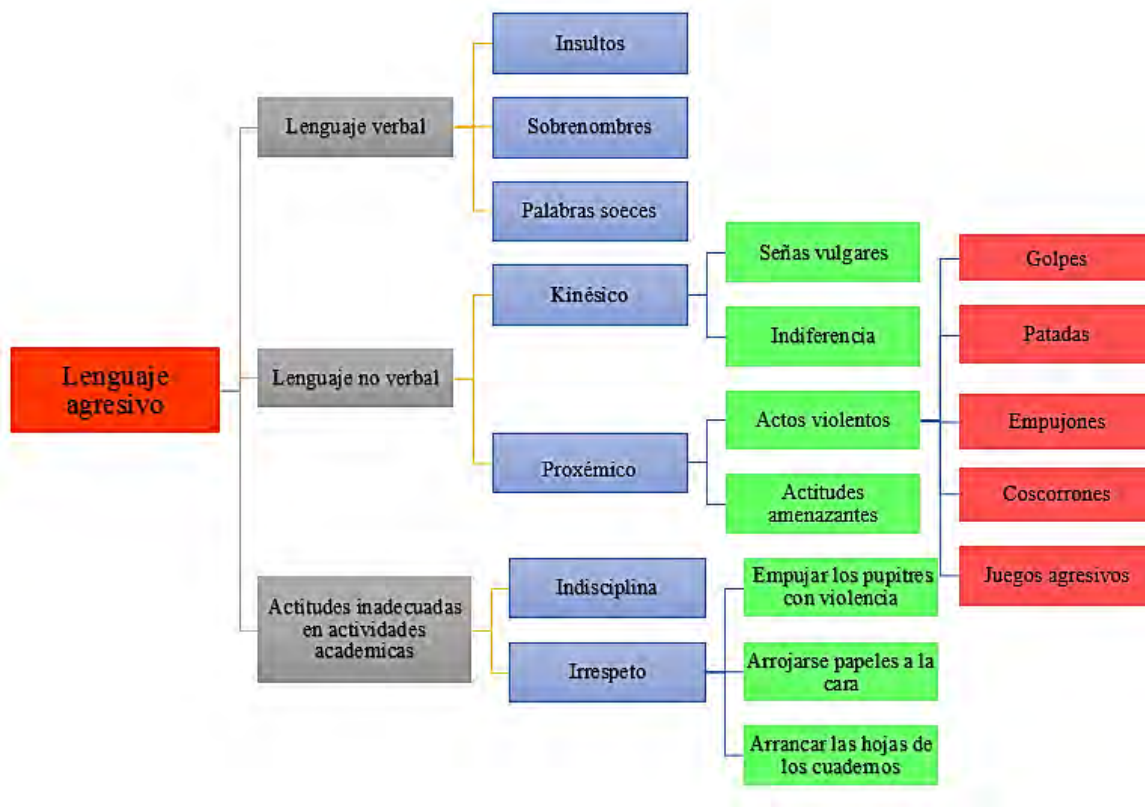 Lenguaje
agresivo
Lenguaje verbal
Insultos
Sobrenombres
Palabras soeces
Lenguaje no verbal
Kinésico
Señas vulgares
Indiferencia
Proxémico
Actos violentos
Golpes
Patadas
Empujones
Coscorrones
Juegos agresivos
Actitudes
amenazantes
Actitudes inadecuadas
en actividades
academicas
Indisciplina
Irrespeto
Empujar los pupitres
con violencia
Arrojarse papeles a la
cara
Arrancar las hojas de
los cuadernos